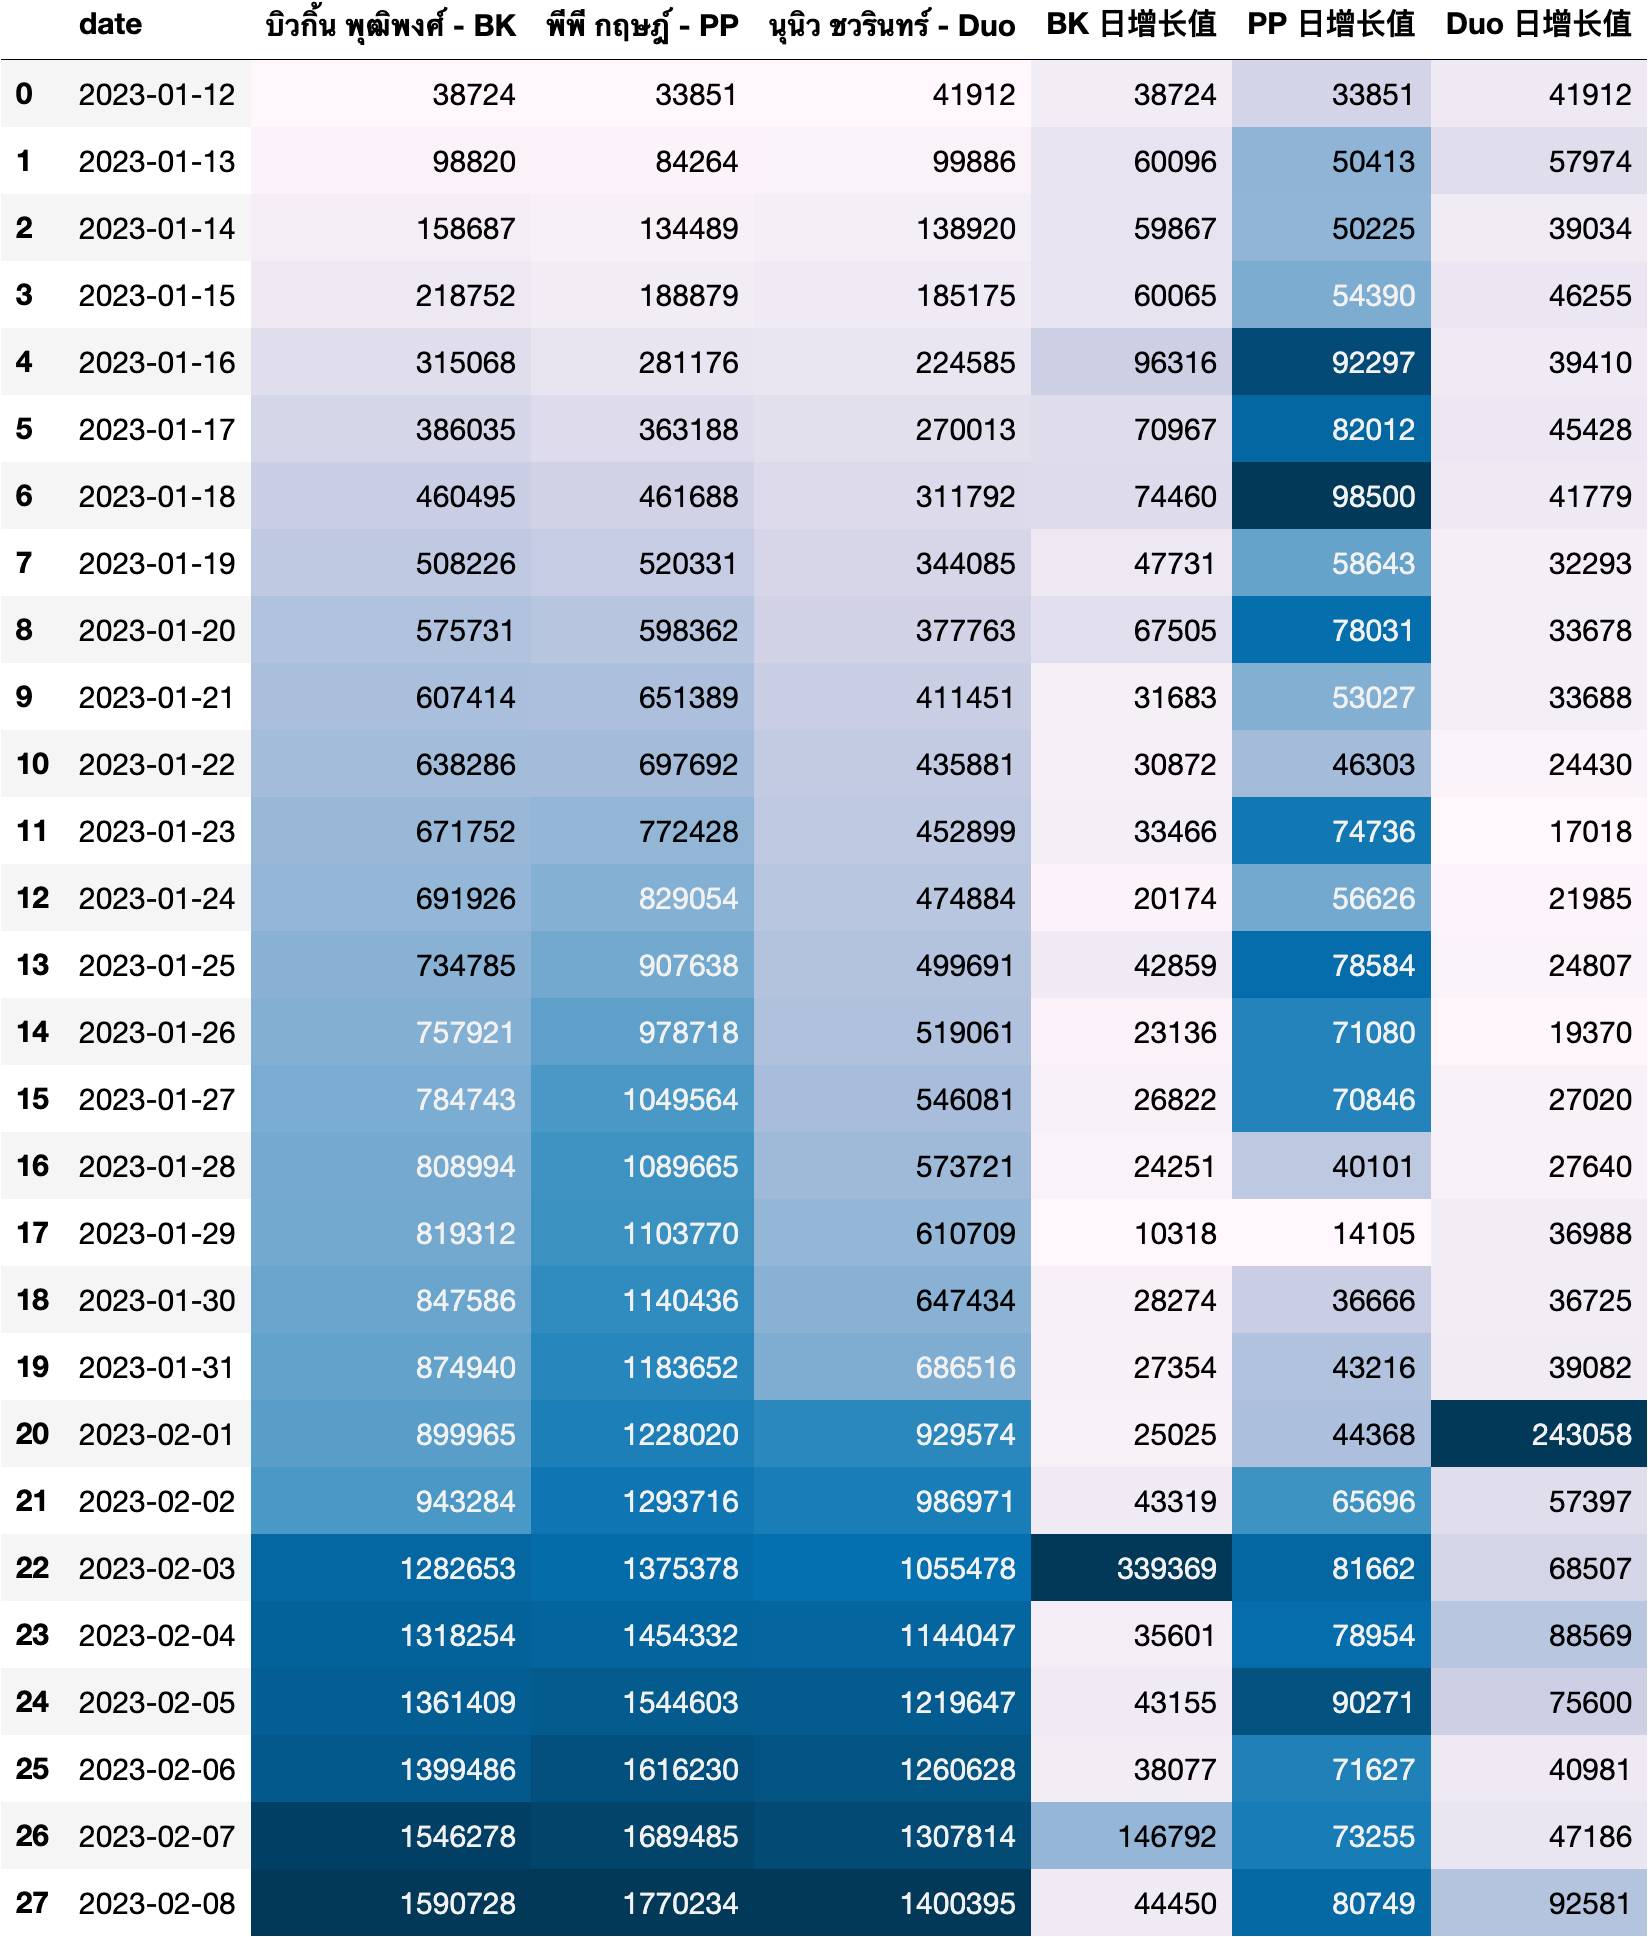 date บิวกิ้น พุฒิพงศ์ - BK พีพี กฤษฎ์ - PP นุนิว ชวรินทร์ - Duo BK 日增长值 PP 日增长值 Duo 日增长值
0 2023-01-12 38724 33851 41912 38724 33851 41912
1 2023-01-13 98820 84264 99886 60096 50413 57974
2 2023-01-14 158687 134489 138920 59867 50225 39034
3 2023-01-15 218752 188879 185175 60065 54390 46255
4 2023-01-16 315068 281176 224585 96316 92297 39410
5 2023-01-17 386035 363188 270013 70967 82012 45428
6 2023-01-18 460495 461688 311792 74460 98500 41779
7 2023-01-19 508226 520331 344085 47731 58643 32293
8 2023-01-20 575731 598362 377763 67505 78031 33678
9 2023-01-21 607414 651389 411451 31683 53027 33688
10 2023-01-22 638286 697692 435881 30872 46303 24430
11 2023-01-23 671752 772428 452899 33466 74736 17018
12 2023-01-24 691926 829054 474884 20174 56626 21985
13 2023-01-25 734785 907638 499691 42859 78584 24807
14 2023-01-26 757921 978718 519061 23136 71080 19370
15 2023-01-27 784743 1049564 546081 26822 70846 27020
16 2023-01-28 808994 1089665 573721 24251 40101 27640
17 2023-01-29 819312 1103770 610709 10318 14105 36988
18 2023-01-30 847586 1140436 647434 28274 36666 36725
19 2023-01-31 874940 1183652 686516 27354 43216 39082
20 2023-02-01 899965 1228020 929574 25025 44368 243058
21 2023-02-02 943284 1293716 986971 43319 65696 57397
22 2023-02-03 1282653 1375378 1055478 339369 81662 68507
23 2023-02-04 1318254 1454332 1144047 35601 78954 88569
24 2023-02-05 1361409 1544603 1219647 43155 90271 75600
25 2023-02-06 1399486 1616230 1260628 38077 71627 40981
26 2023-02-07 1546278 1689485 1307814 146792 73255 47186
27 2023-02-08 1590728 1770234 1400395 44450 80749 92581